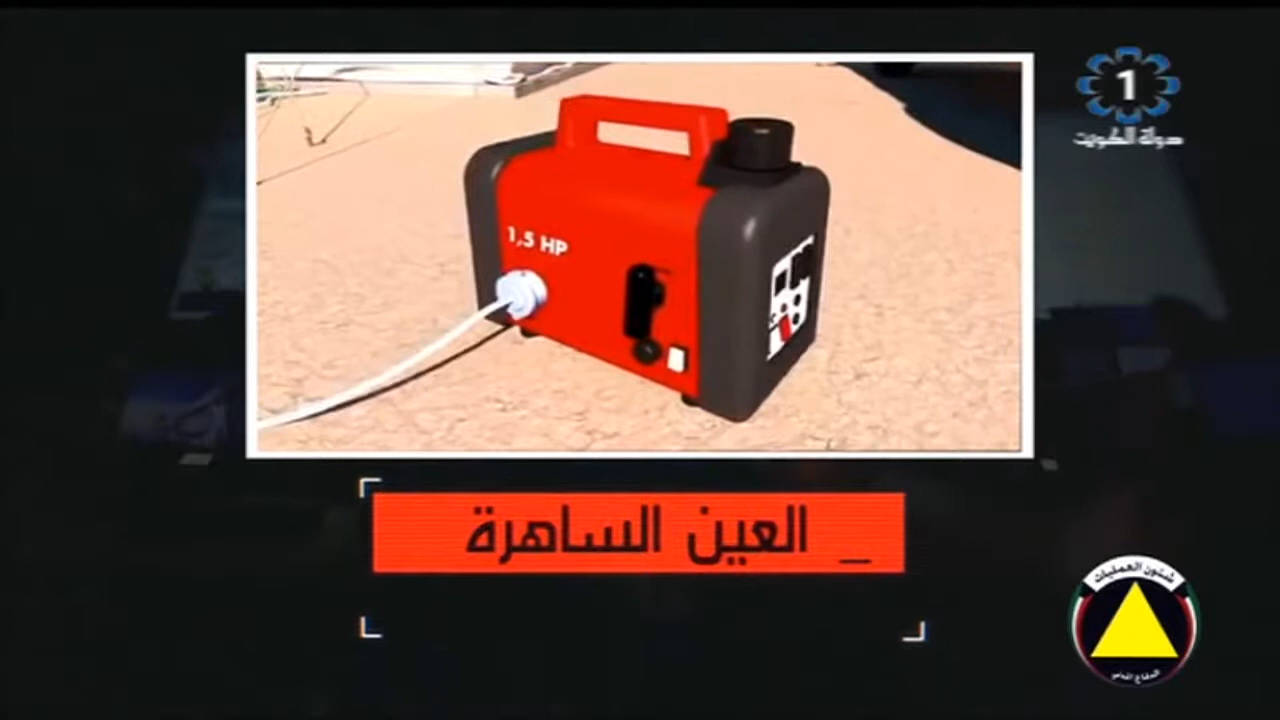 1
دولة الكويت
1,5 HP
العين الساهرة _
شئون العمليات
الدفاع المدني